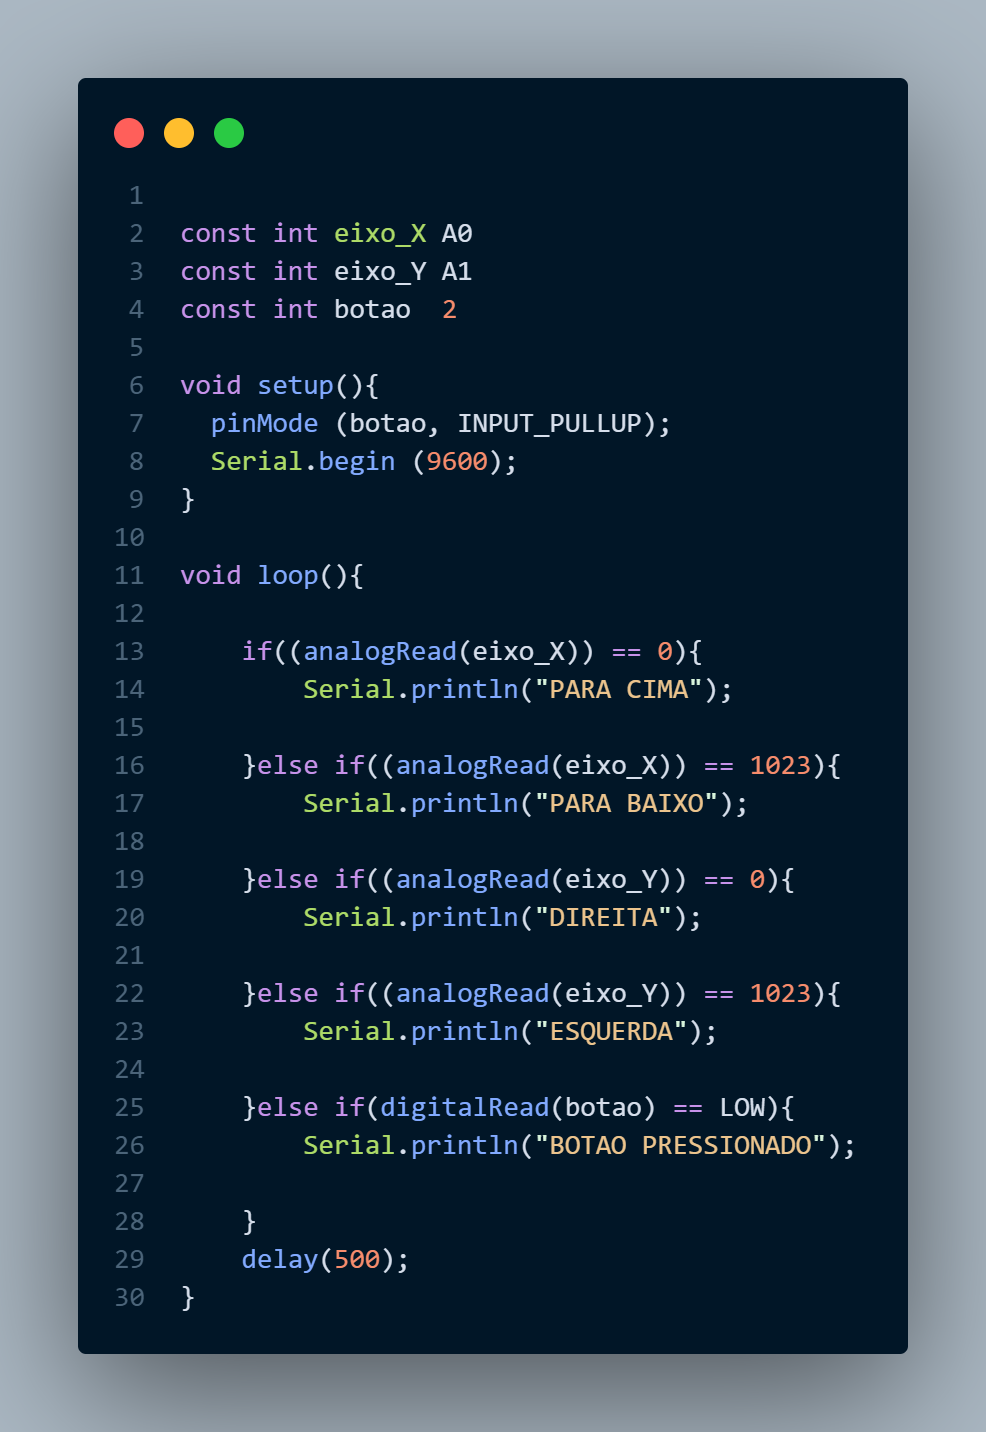 1
2 const int eixo_X A0
3 const int eixo_Y A1
4 const int botao  2
5
6 void setup(){
7   pinMode (botao, INPUT_PULLUP);
8   Serial.begin (9600);
9 }
10
11 void loop(){
12
13     if((analogRead(eixo_X)) == 0){
14         Serial.println("PARA CIMA");
15
16     }else if((analogRead(eixo_X)) == 1023){
17         Serial.println("PARA BAIXO");
18
19     }else if((analogRead(eixo_Y)) == 0){
20         Serial.println("DIREITA");
21
22     }else if((analogRead(eixo_Y)) == 1023){
23         Serial.println("ESQUERDA");
24
25     }else if(digitalRead(botao) == LOW){
26         Serial.println("BOTAO PRESSIONADO");
27
28     }
29     delay(500);
30 }